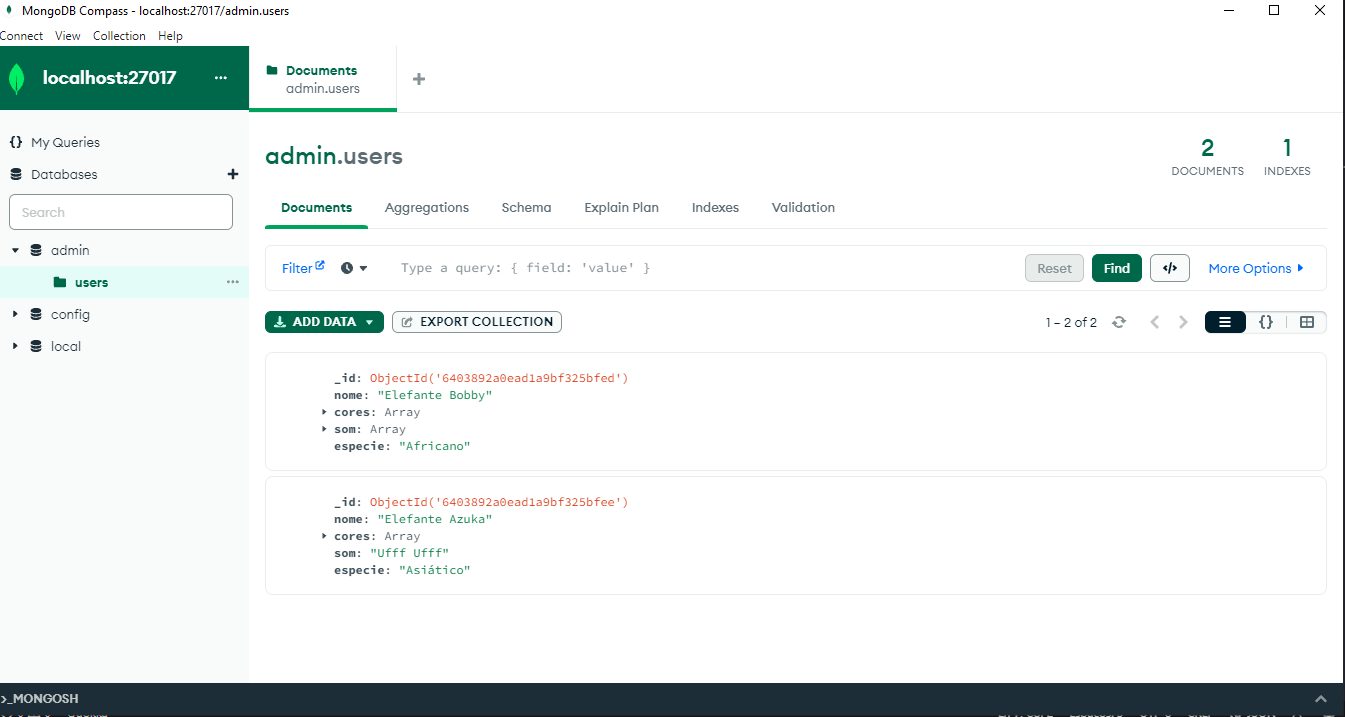 MongoDB Compass - localhost:27017/admin.users
Connect View Collection Help
localhost:27017 ...
Documents
admin.users
{} My Queries
Databases
Search
admin
users ...
config
local
admin.users
2
DOCUMENTS
1
INDEXES
Documents Aggregations Schema Explain Plan Indexes Validation
Filter Type a query: { field: 'value' } Reset Find </> More Options
ADD DATA EXPORT COLLECTION 1 – 2 of 2 {}
_id: ObjectId('6403892a0ead1a9bf325bfed')
nome: "Elefante Bobby"
cores: Array
som: Array
especie: "Africano"
_id: ObjectId('6403892a0ead1a9bf325bfee')
nome: "Elefante Azuka"
cores: Array
som: "Ufff Ufff"
especie: "Asiático"
>_MONGOSH